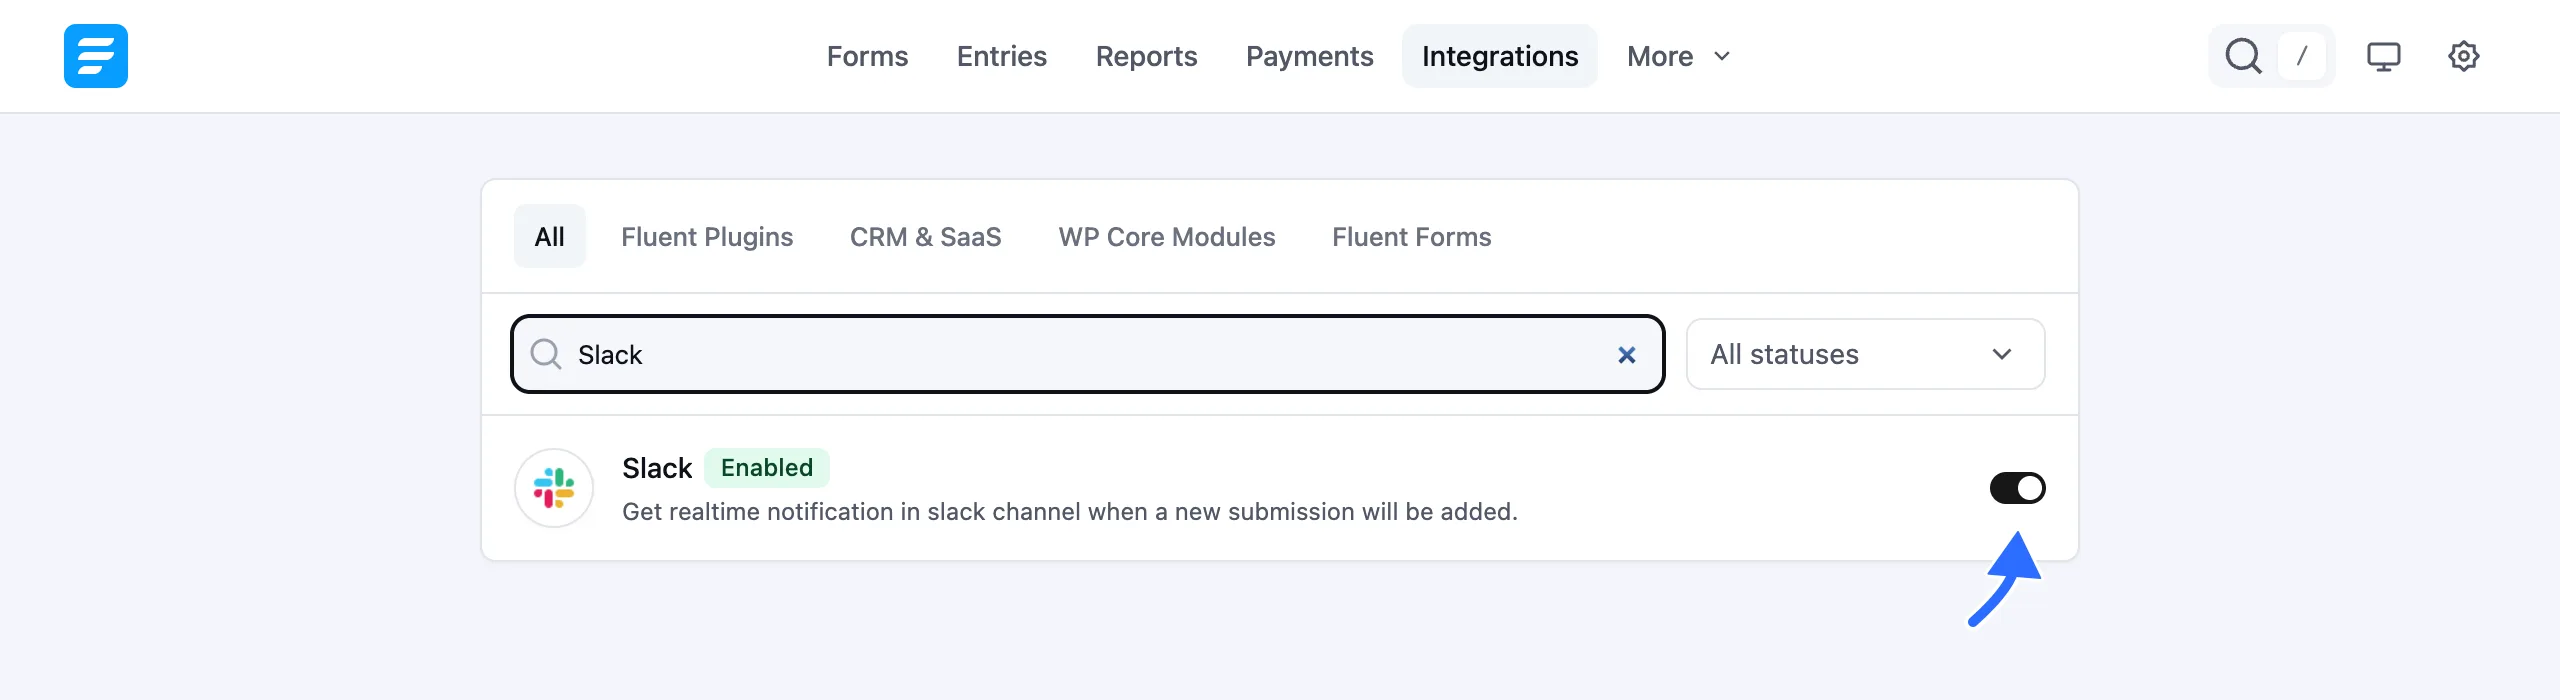 Forms Entries Reports Payments Integrations More /
All Fluent Plugins CRM & SaaS WP Core Modules Fluent Forms
Slack All statuses
Slack Enabled
Get realtime notification in slack channel when a new submission will be added.